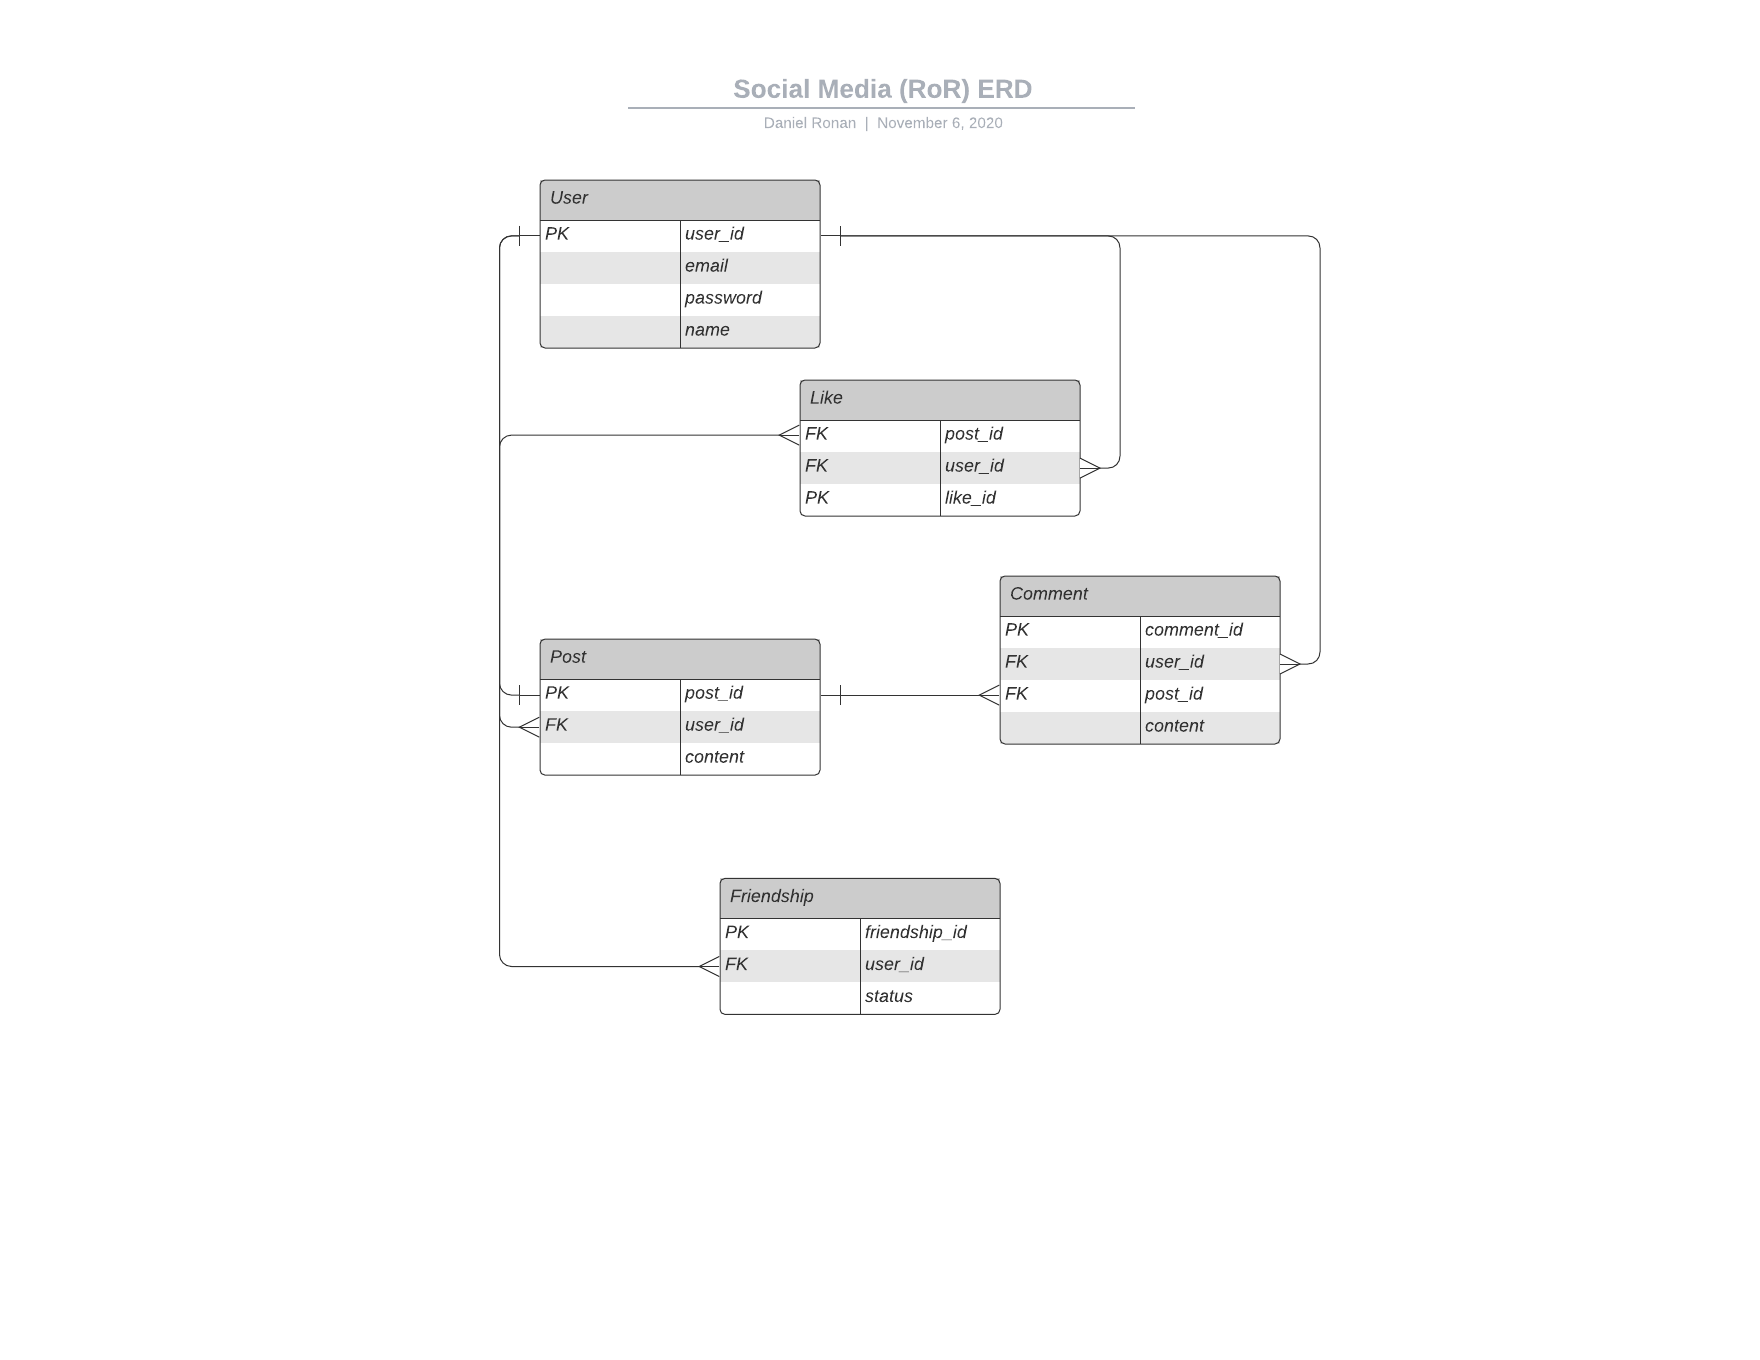 Social Media (RoR) ERD
Daniel Ronan | November 6, 2020
User
PK user_id
email
password
name
Like
FK post_id
FK user_id
PK like_id
Comment
PK comment_id
FK user_id
FK post_id
content
Post
PK post_id
FK user_id
content
Friendship
PK friendship_id
FK user_id
status